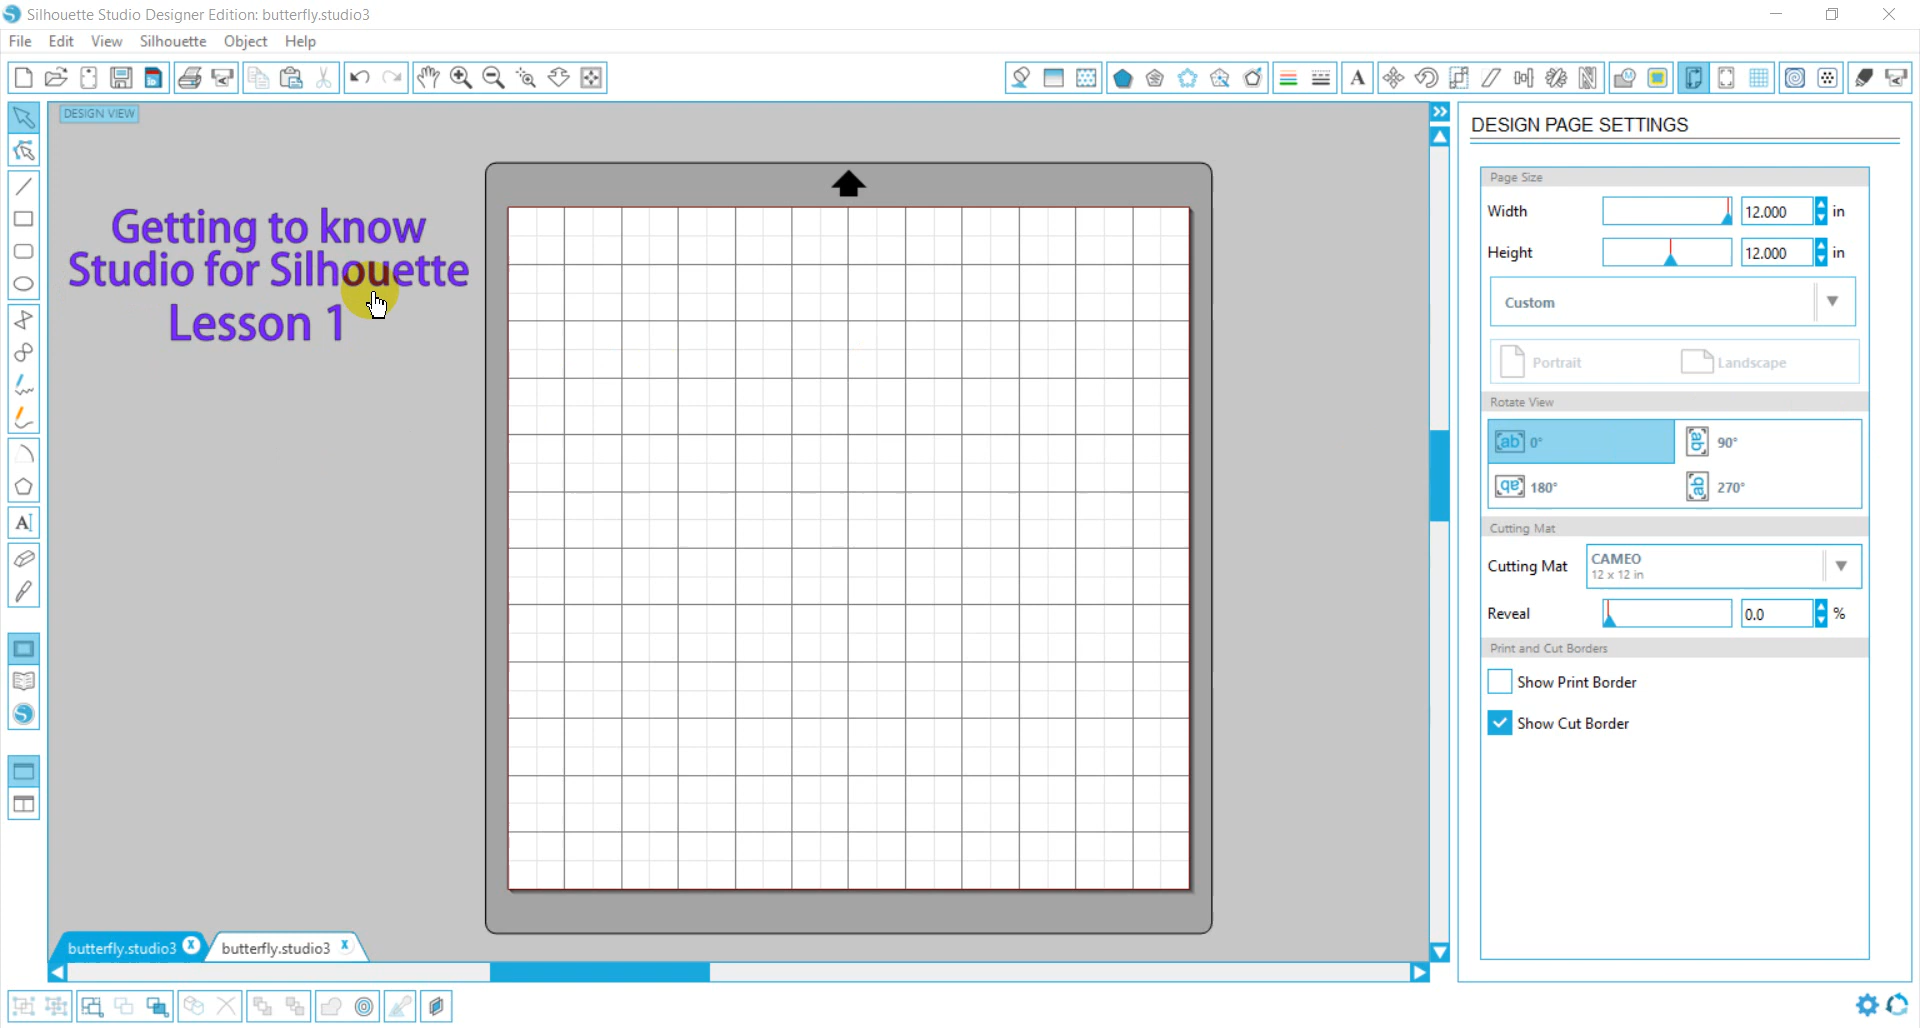 Silhouette Studio Designer Edition: butterfly.studio3
File Edit View Silhouette Object Help
DESIGN VIEW
Getting to know
Studio for Silhouette
Lesson 1
butterfly.studio3
butterfly.studio3
DESIGN PAGE SETTINGS
Page Size
Width 12.000 in
Height 12.000 in
Custom
Portrait Landscape
Rotate View
0° 90°
180° 270°
Cutting Mat
Cutting Mat CAMEO
12 x 12 in
Reveal 0.0 %
Print and Cut Borders
Show Print Border
Show Cut Border